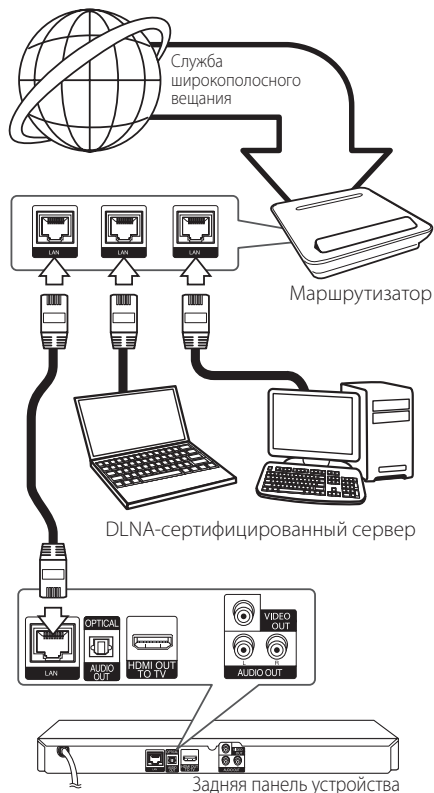 Служба
широкополосного
вещания
LAN
LAN
LAN
Маршрутизатор
DLNA-сертифицированный сервер
LAN
OPTICAL
AUDIO
OUT
HDMI OUT
TO TV
VIDEO
OUT
L R
AUDIO OUT
Задняя панель устройства